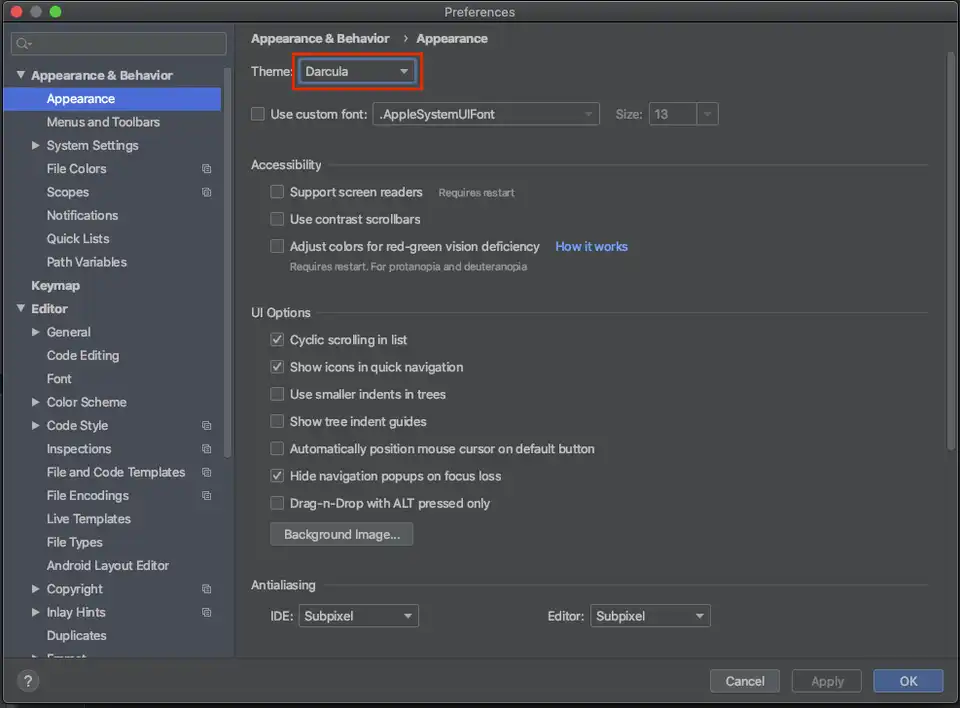 Preferences
Appearance & Behavior
Appearance
Menus and Toolbars
System Settings
File Colors
Scopes
Notifications
Quick Lists
Path Variables
Keymap
Editor
General
Code Editing
Font
Color Scheme
Code Style
Inspections
File and Code Templates
File Encodings
Live Templates
File Types
Android Layout Editor
Copyright
Inlay Hints
Duplicates
Appearance & Behavior › Appearance
Theme: Darcula
Use custom font: .AppleSystemUIFont Size: 13
Accessibility
Support screen readers Requires restart
Use contrast scrollbars
Adjust colors for red-green vision deficiency How it works
Requires restart. For protanopia and deuteranopia
UI Options
Cyclic scrolling in list
Show icons in quick navigation
Use smaller indents in trees
Show tree indent guides
Automatically position mouse cursor on default button
Hide navigation popups on focus loss
Drag-n-Drop with ALT pressed only
Background Image...
Antialiasing
IDE: Subpixel Editor: Subpixel
? Cancel Apply OK